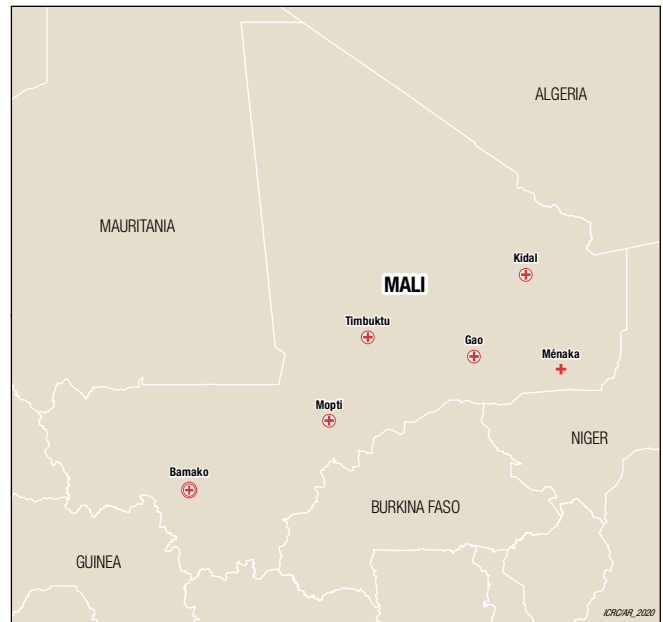 ALGERIA
MAURITANIA
Kidal
MALI
Timbuktu
Gao
Ménaka
Mopti
NIGER
Bamako
BURKINA FASO
GUINEA
ICRC/AR_2020